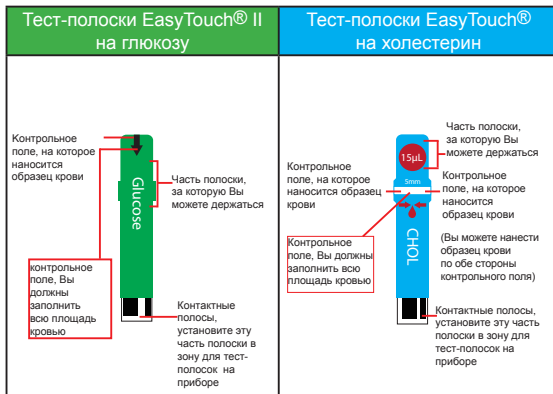 Тест-полоски EasyTouch® II
на глюкозу
Тест-полоски EasyTouch®
на холестерин
Контрольное
поле, на которое
наносится
образец крови
Glucose
Часть полоски,
за которую Вы
можете держаться
контрольное
поле, Вы
должны
заполнить
всю площадь
кровью
Контактные
полосы,
установите эту
часть полоски в
зону для тест-
полосок на
приборе
Часть полоски,
за которую Вы
можете держаться
15µL
5mm
CHOL
Контрольное
поле, на которое
наносится образец
крови
Контрольное
поле, на которое
наносится
образец крови
(Вы можете нанести
образец крови
по обе стороны
контрольного поля)
Контрольное
поле, Вы должны
заполнить всю
площадь кровью
Контактные полосы,
установите эту часть
полоски в зону для
тест-полосок на
приборе